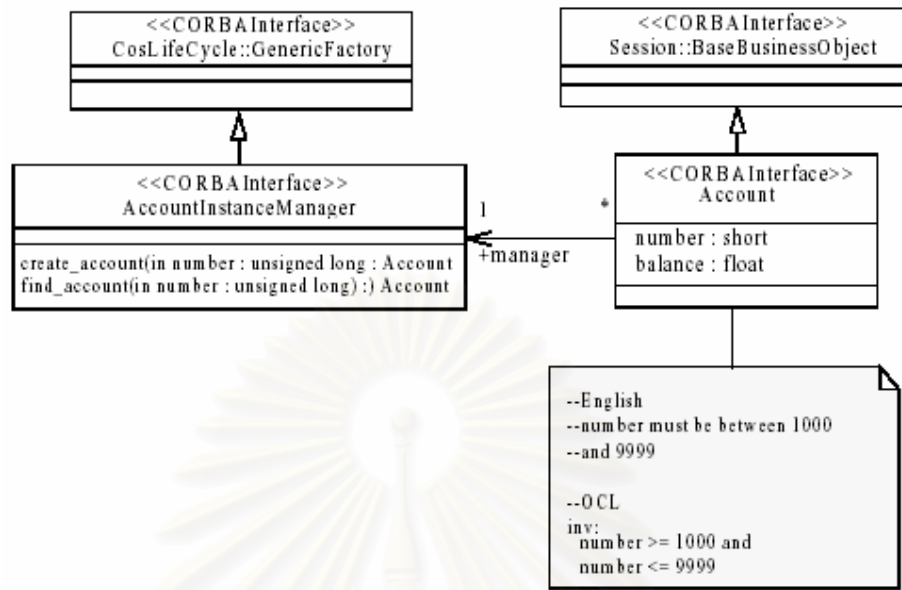 <<CORBAInterface>>
CosLifeCycle::GenericFactory
<<CORBAInterface>>
Session::BaseBusinessObject
<<CORBAInterface>>
AccountInstanceManager
create_account(in number : unsigned long : Account
find_account(in number : unsigned long) :) Account
1
*
+manager
<<CORBAInterface>>
Account
number : short
balance : float
--English
--number must be between 1000
--and 9999
--OCL
inv:
number >= 1000 and
number <= 9999